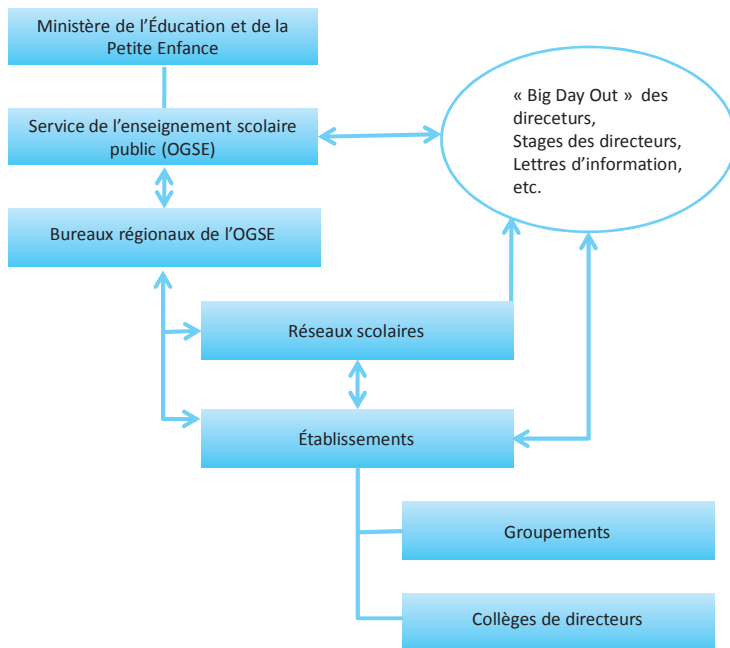 Ministère de l’Éducation et de la
Petite Enfance
Service de l’enseignement scolaire
public (OGSE)
« Big Day Out » des
direceturs,
Stages des directeurs,
Lettres d’information,
etc.
Bureaux régionaux de l’OGSE
Réseaux scolaires
Établissements
Groupements
Collèges de directeurs